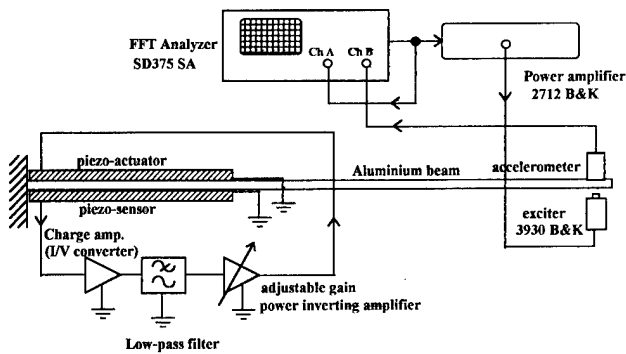 FFT Analyzer
SD375 SA
Ch A
Ch B
Power amplifier
2712 B&K
piezo-actuator
Aluminium beam
accelerometer
piezo-sensor
exciter
3930 B&K
Charge amp.
(I/V converter)
adjustable gain
power inverting amplifier
Low-pass filter